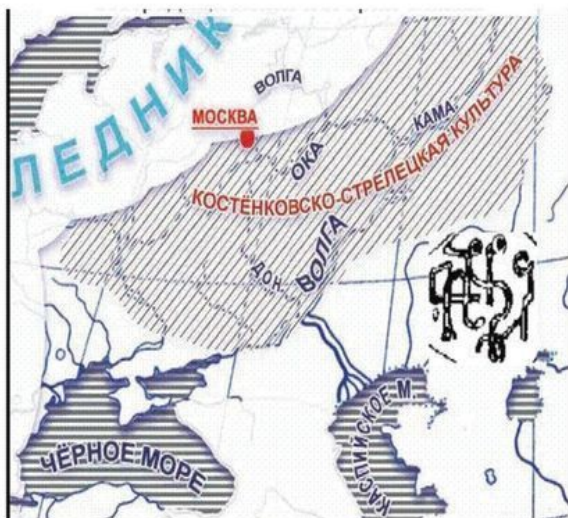 ЛЕДНИК
ВОЛГА
МОСКВА
КАМА
ОКА
КОСТЁНКОВСКО-СТРЕЛЕЦКАЯ КУЛЬТУРА
ДОН
ВОЛГА
ЧЁРНОЕ МОРЕ
КАСПИЙСКОЕ М.